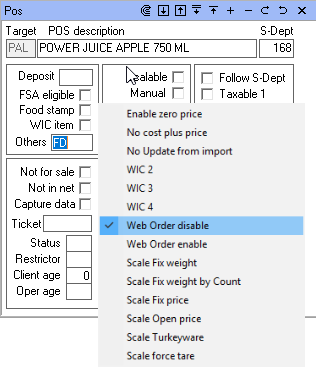 Pos
Target POS description S-Dept
PAL POWER JUICE APPLE 750 ML 168
Deposit
FSA eligible
Food stamp
WIC item
Others FD
alable
Manual
Follow S-Dept
Taxable 1
Not for sale
Not in net
Capture data
Ticket
Status
Restrictor
Client age 0
Oper age
Enable zero price
No cost plus price
No Update from import
WIC 2
WIC 3
WIC 4
Web Order disable
Web Order enable
Scale Fix weight
Scale Fix weight by Count
Scale Fix price
Scale Open price
Scale Turkeyware
Scale force tare